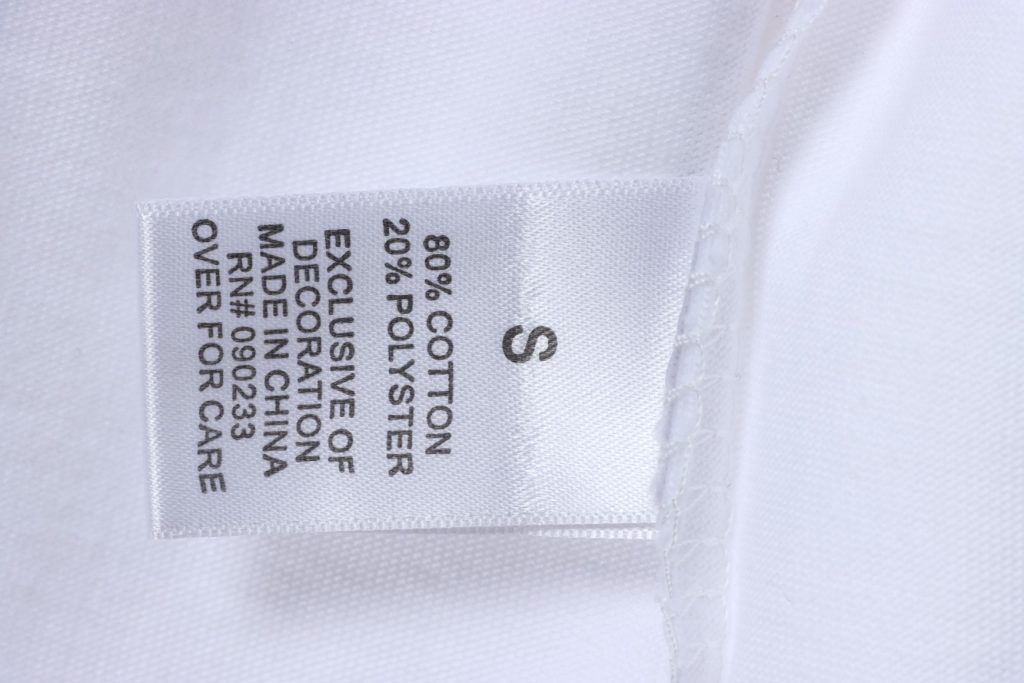 S
80% COTTON
20% POLYSTER
EXCLUSIVE OF
DECORATION
MADE IN CHINA
RN# 090233
OVER FOR CARE